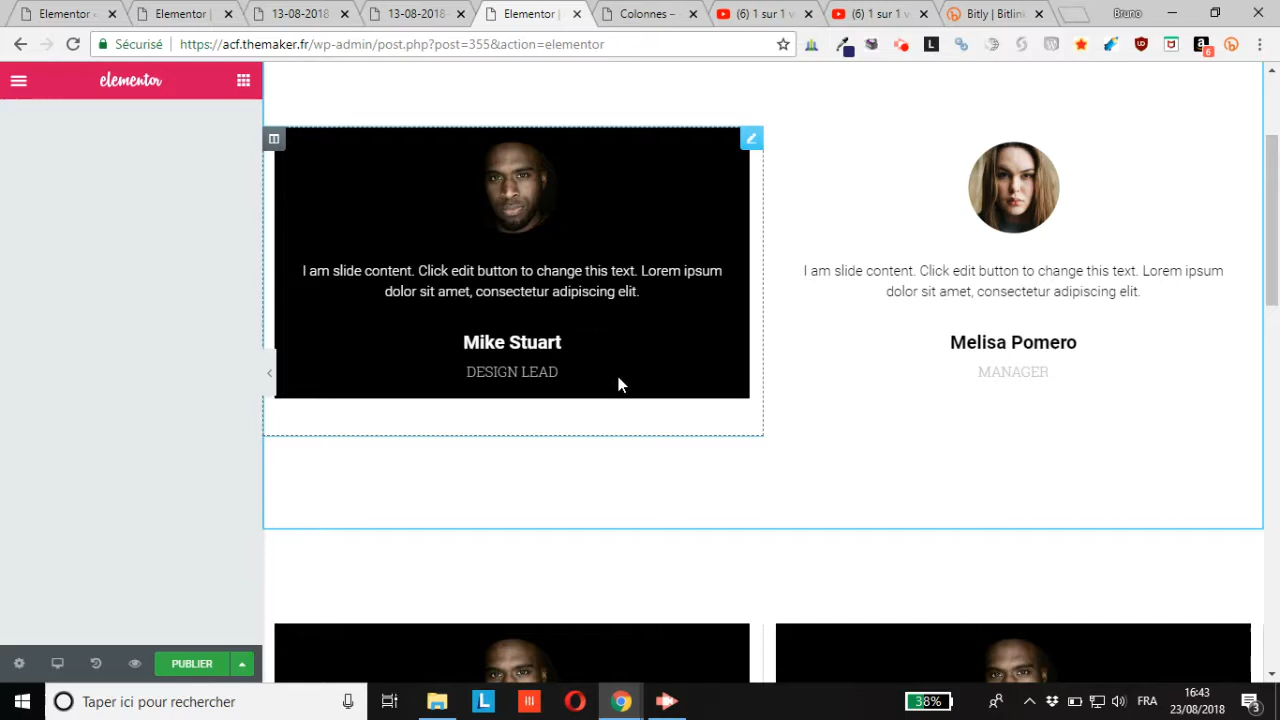 Elementor -
Elementor |
13-08-2018
13-08-2018
Elementor |
Colonnes –
(6) 1 sur 1
(6) 1 sur 1
Bitly | Bitlin
Bruno
Sécurisé
https://acf.themaker.fr/wp-admin/post.php?post=355&action=elementor
L
6
elementor
I am slide content. Click edit button to change this text. Lorem ipsum
dolor sit amet, consectetur adipiscing elit.
Mike Stuart
DESIGN LEAD
I am slide content. Click edit button to change this text. Lorem ipsum
dolor sit amet, consectetur adipiscing elit.
Melisa Pomero
MANAGER
PUBLIER
Taper ici pour rechercher
L
38%
FRA
16:43
23/08/2018
3